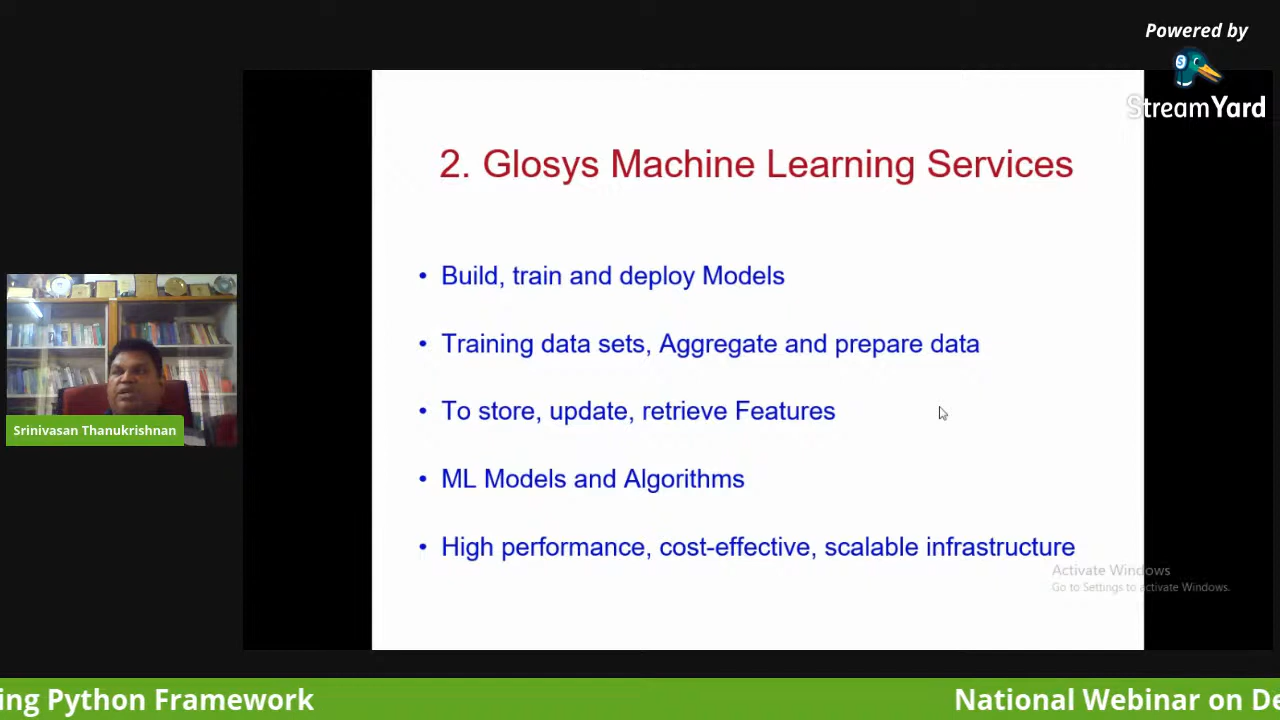 Powered by
StreamYard
2. Glosys Machine Learning Services
• Build, train and deploy Models
• Training data sets, Aggregate and prepare data
• To store, update, retrieve Features
• ML Models and Algorithms
• High performance, cost-effective, scalable infrastructure
Activate Windows
Go to Settings to activate Windows.
Srinivasan Thanukrishnan
ing Python Framework
National Webinar on De